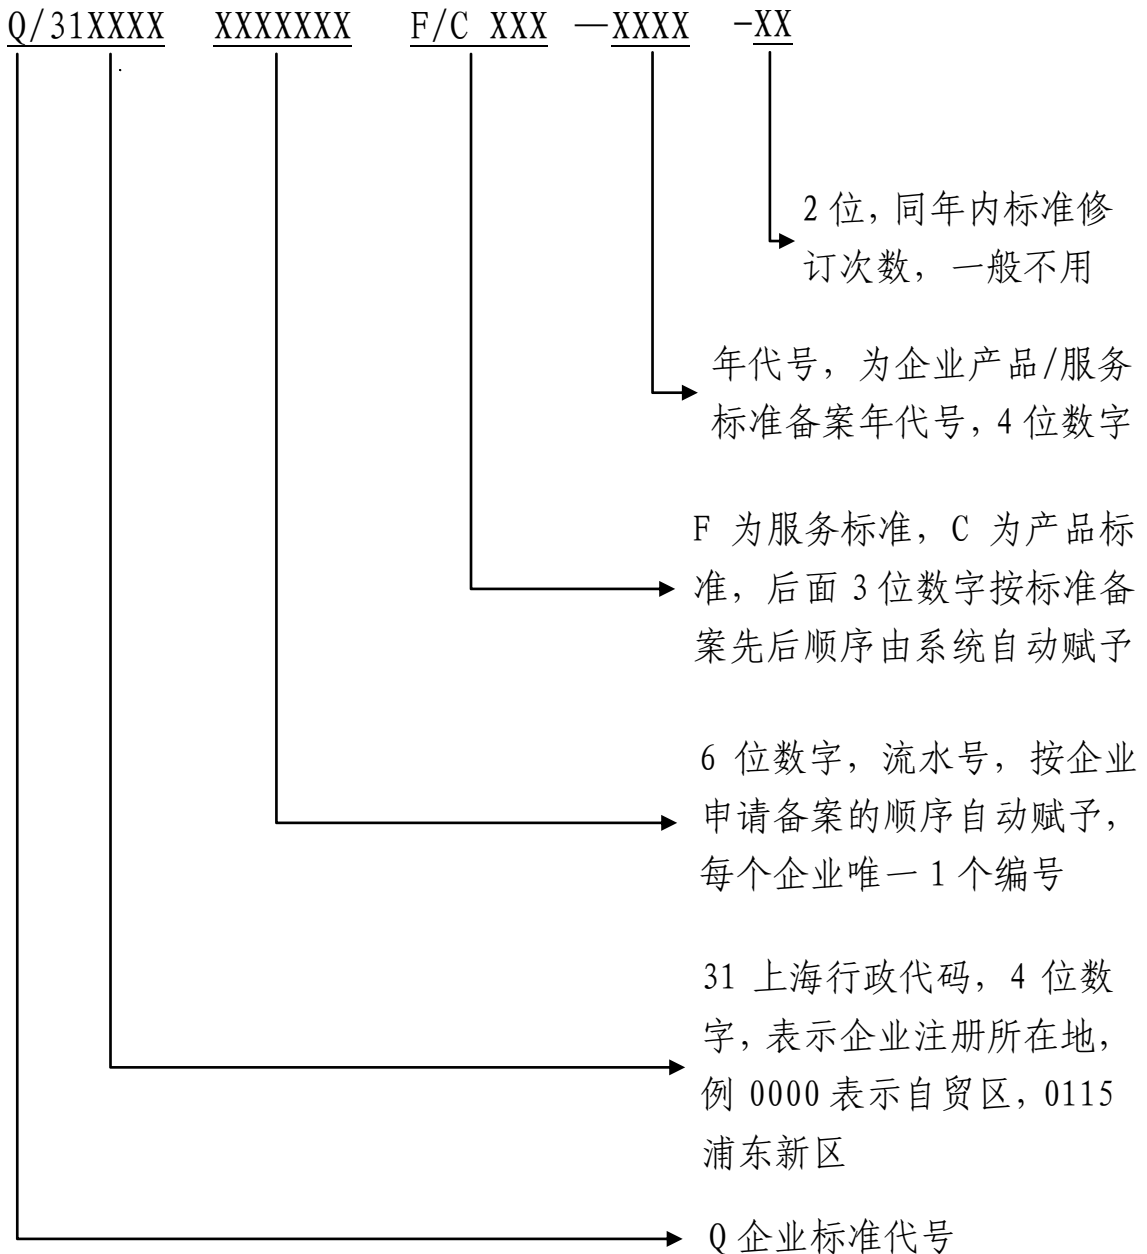 Q/31XXXX XXXXXXX F/C XXX —XXXX -XX
2位，同年内标准修
订次数，一般不用
年代号，为企业产品/服务
标准备案年代号，4位数字
F 为服务标准，C 为产品标
准，后面 3 位数字按标准备
案先后顺序由系统自动赋予
6 位数字，流水号，按企业
申请备案的顺序自动赋予，
每个企业唯一 1 个编号
31 上海行政代码，4 位数
字，表示企业注册所在地，
例 0000 表示自贸区，0115
浦东新区
Q 企业标准代号